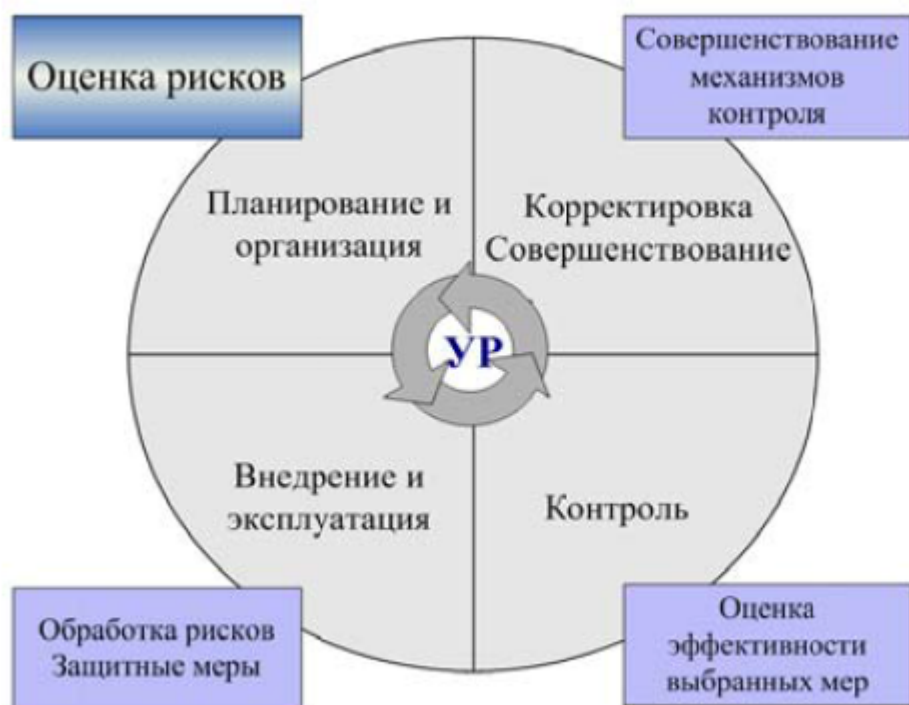 Оценка рисков
Совершенствование
механизмов
контроля
Планирование и
организация
Корректировка
Совершенствование
УР
Внедрение и
эксплуатация
Контроль
Обработка рисков
Защитные меры
Оценка
эффективности
выбранных мер